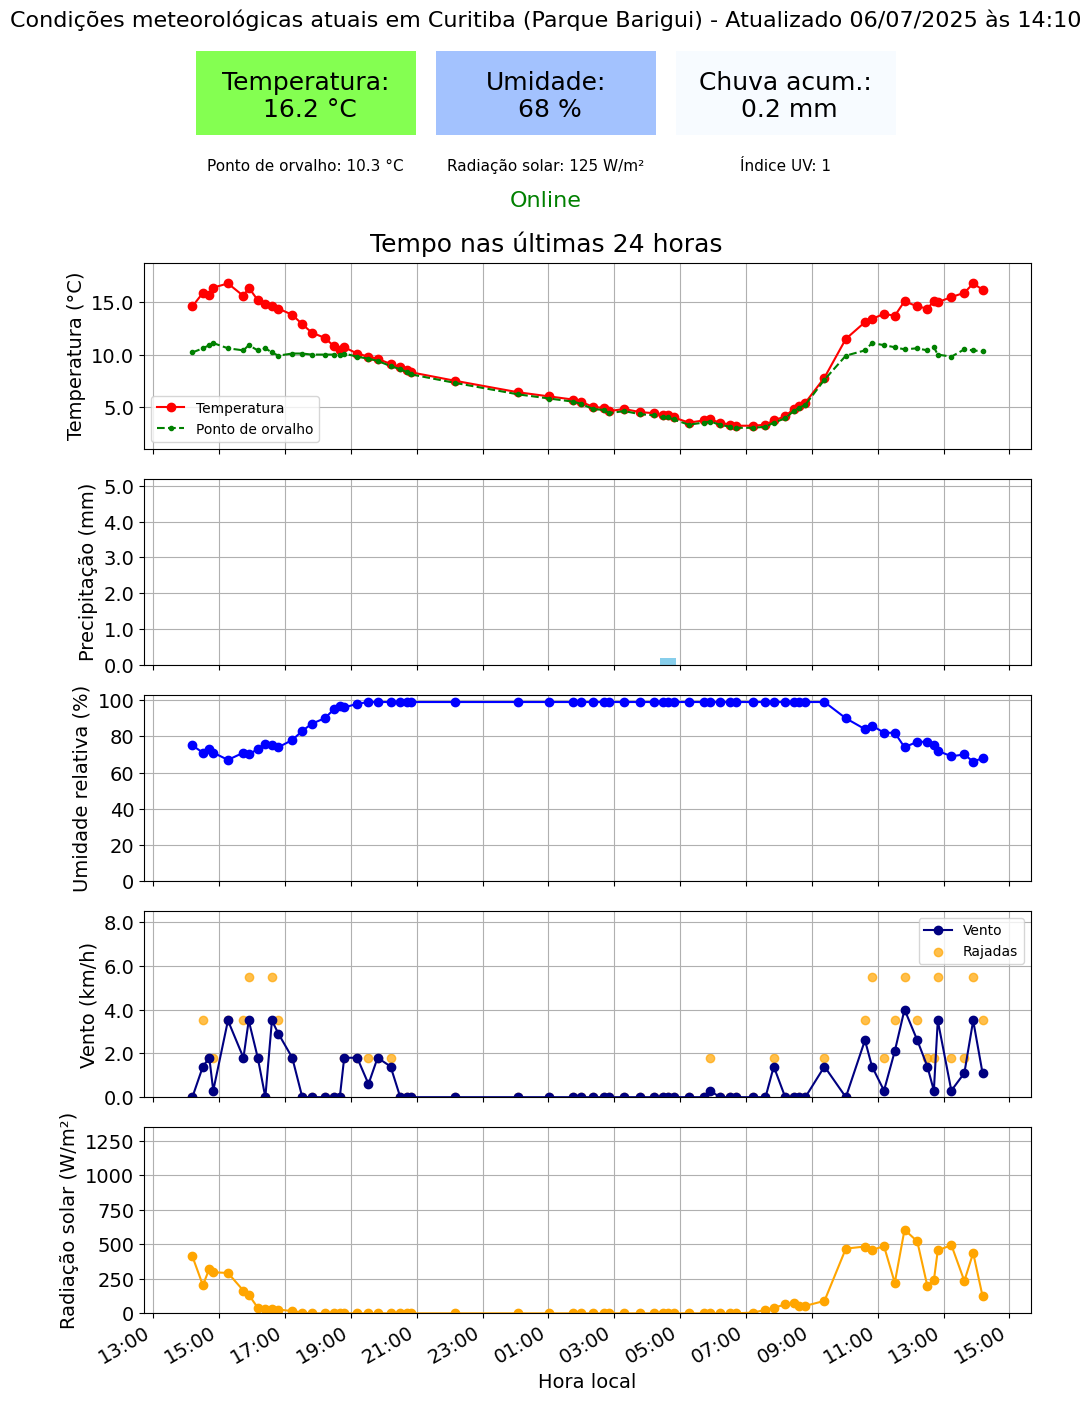 Condições meteorológicas atuais em Curitiba (Parque Barigui) - Atualizado 06/07/2025 às 14:10
Temperatura:
16.2 °C
Umidade:
68 %
Chuva acum.:
0.2 mm
Ponto de orvalho: 10.3 °C
Radiação solar: 125 W/m²
Índice UV: 1
Online
Tempo nas últimas 24 horas
Temperatura (°C)
15.0
10.0
5.0
Temperatura
Ponto de orvalho
Precipitação (mm)
5.0
4.0
3.0
2.0
1.0
0.0
Umidade relativa (%)
100
80
60
40
20
0
Vento (km/h)
8.0
6.0
4.0
2.0
0.0
Vento
Rajadas
Radiação solar (W/m²)
1250
1000
750
500
250
0
13:00
15:00
17:00
19:00
21:00
23:00
01:00
03:00
05:00
07:00
09:00
11:00
13:00
15:00
Hora local